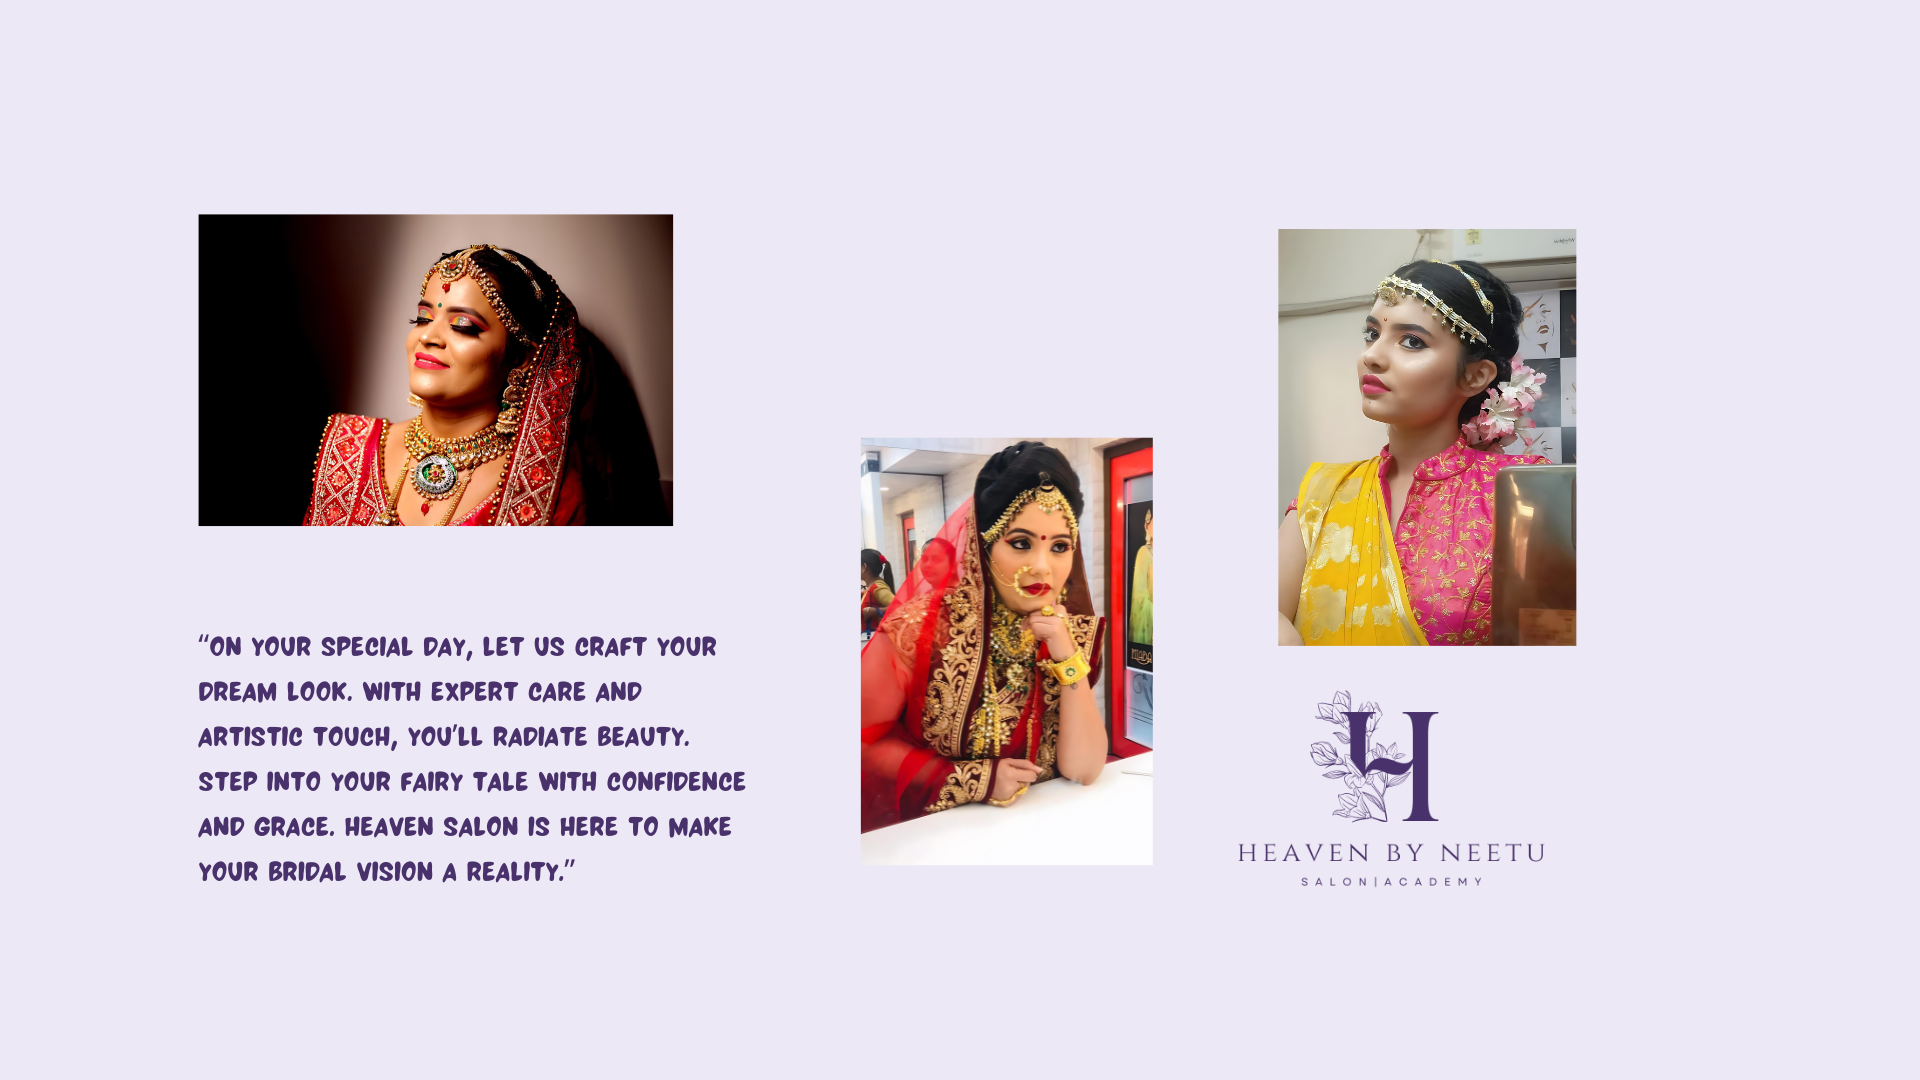 “ON YOUR SPECIAL DAY, LET US CRAFT YOUR
DREAM LOOK. WITH EXPERT CARE AND
ARTISTIC TOUCH, YOU'LL RADIATE BEAUTY.
STEP INTO YOUR FAIRY TALE WITH CONFIDENCE
AND GRACE. HEAVEN SALON IS HERE TO MAKE
YOUR BRIDAL VISION A REALITY.”
H
HEAVEN BY NEETU
SALON|ACADEMY